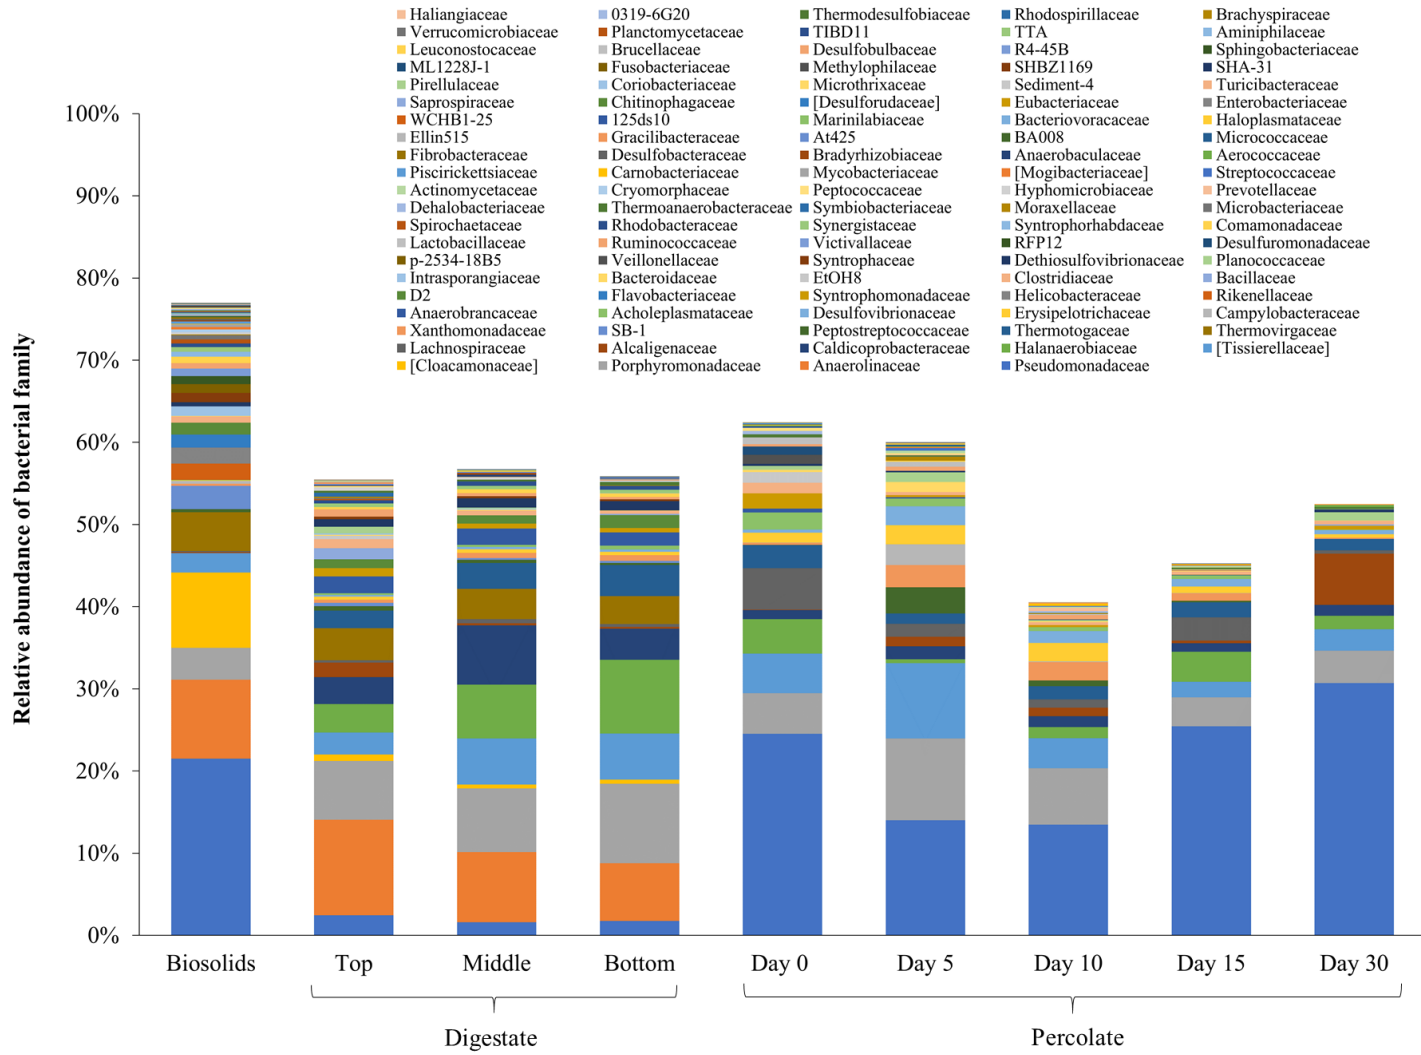 Haliangiaceae 0319-6G20 Thermodesulfobiaceae Rhodospirillaceae Brachyspiraceae
Verrucomicrobiaceae Planctomycetaceae TIBD11 TTA Aminiphilaceae
Leuconostocaceae Brucellaceae Desulfobulbaceae R4-45B Sphingobacteriaceae
ML1228J-1 Fusobacteriaceae Methylophilaceae SHBZ1169 SHA-31
Pirellulaceae Coriobacteriaceae Microthrixaceae Sediment-4 Turicibacteraceae
Saprospiraceae Chitinophagaceae [Desulforudaceae] Eubacteriaceae Enterobacteriaceae
WCHB1-25 125ds10 Marinilabiaceae Bacteriovoracaceae Haloplasmataceae
Ellin515 Gracilibacteraceae At425 BA008 Micrococcaceae
Fibrobacteraceae Desulfobacteraceae Bradyrhizobiaceae Anaerobaculaceae Aerococcaceae
Piscirickettsiaceae Carnobacteriaceae Mycobacteriaceae [Mogibacteriaceae] Streptococcaceae
Actinomycetaceae Cryomorphaceae Peptococcaceae Hyphomicrobiaceae Prevotellaceae
Dehalobacteriaceae Thermoanaerobacteraceae Symbiobacteriaceae Moraxellaceae Microbacteriaceae
Spirochaetaceae Rhodobacteraceae Synergistaceae Syntrophorhabdaceae Comamonadaceae
Lactobacillaceae Ruminococcaceae Victivallaceae RFP12 Desulfuromonadaceae
p-2534-18B5 Veillonellaceae Syntrophaceae Dethiosulfovibrionaceae Planococcaceae
Intrasporangiaceae Bacteroidaceae EtOH8 Clostridiaceae Bacillaceae
D2 Flavobacteriaceae Syntrophomonadaceae Helicobacteraceae Rikenellaceae
Anaerobrancaceae Acholeplasmataceae Desulfovibrionaceae Erysipelotrichaceae Campylobacteraceae
Xanthomonadaceae SB-1 Peptostreptococcaceae Thermotogaceae Thermovirgaceae
Lachnospiraceae Alcaligenaceae Caldicoprobacteraceae Halanaerobiaceae [Tissierellaceae]
[Cloacamonaceae] Porphyromonadaceae Anaerolinaceae Pseudomonadaceae
Relative abundance of bacterial family
100%
90%
80%
70%
60%
50%
40%
30%
20%
10%
0%
Biosolids Top Middle Bottom Day 0 Day 5 Day 10 Day 15 Day 30
Digestate Percolate